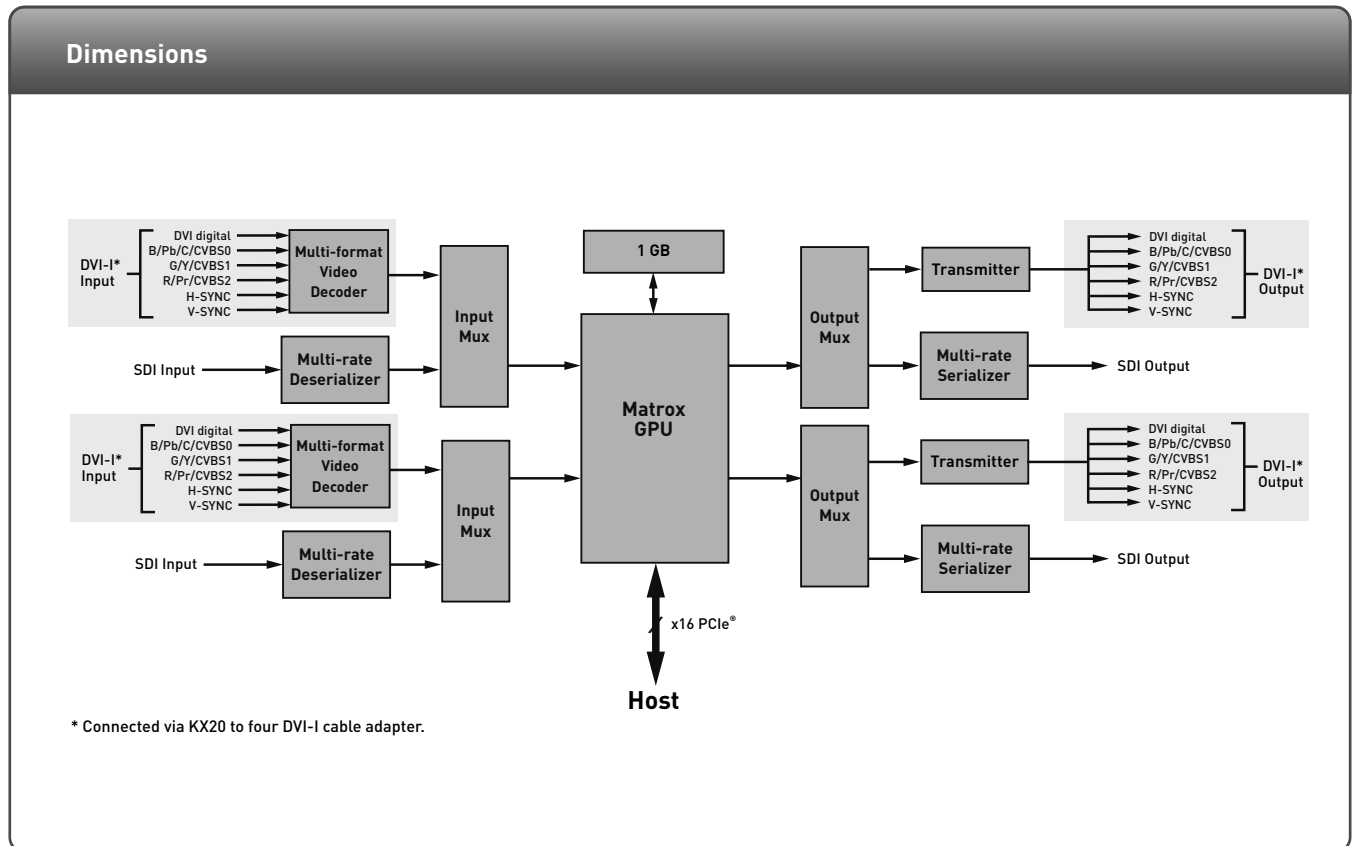 Dimensions
DVI-I*
Input
DVI digital
B/Pb/C/CVBS0
G/Y/CVBS1
R/Pr/CVBS2
H-SYNC
V-SYNC
Multi-format
Video
Decoder
SDI Input
Multi-rate
Deserializer
Input
Mux
DVI-I*
Input
DVI digital
B/Pb/C/CVBS0
G/Y/CVBS1
R/Pr/CVBS2
H-SYNC
V-SYNC
Multi-format
Video
Decoder
SDI Input
Multi-rate
Deserializer
Input
Mux
1 GB
Matrox
GPU
x16 PCIe®
Host
Output
Mux
Transmitter
DVI digital
B/Pb/C/CVBS0
G/Y/CVBS1
R/Pr/CVBS2
H-SYNC
V-SYNC
DVI-I*
Output
Multi-rate
Serializer
SDI Output
Output
Mux
Transmitter
DVI digital
B/Pb/C/CVBS0
G/Y/CVBS1
R/Pr/CVBS2
H-SYNC
V-SYNC
DVI-I*
Output
Multi-rate
Serializer
SDI Output
* Connected via KX20 to four DVI-I cable adapter.